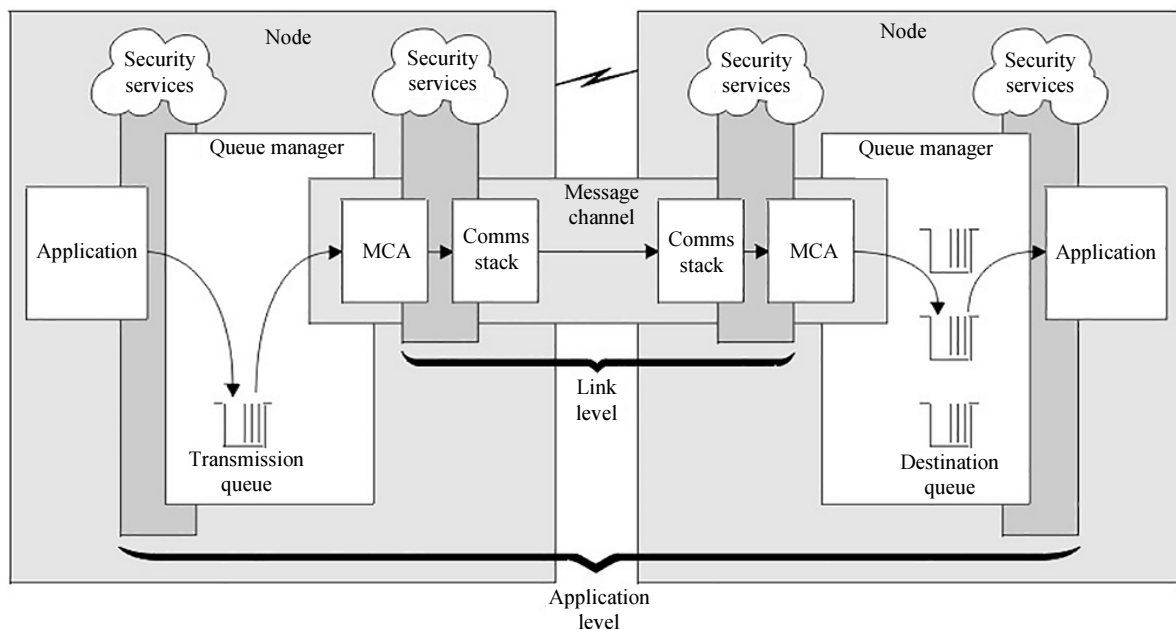 Node
Security
services
Security
services
Queue manager
Application
MCA
Comms
stack
Transmission
queue
Message
channel
Node
Security
services
Security
services
Queue manager
Comms
stack
MCA
Application
Destination
queue
Link
level
Application
level